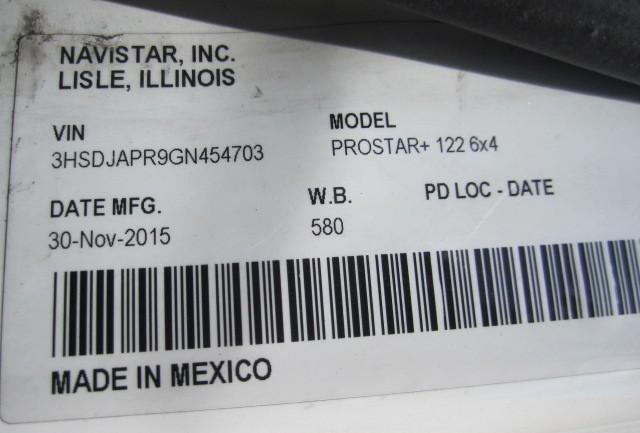 NAVISTAR, INC.
LISLE, ILLINOIS
VIN
3HSDJAPR9GN454703
MODEL
PROSTAR+ 122 6x4
DATE MFG.
30-Nov-2015
W.B.
580
PD LOC - DATE
MADE IN MEXICO